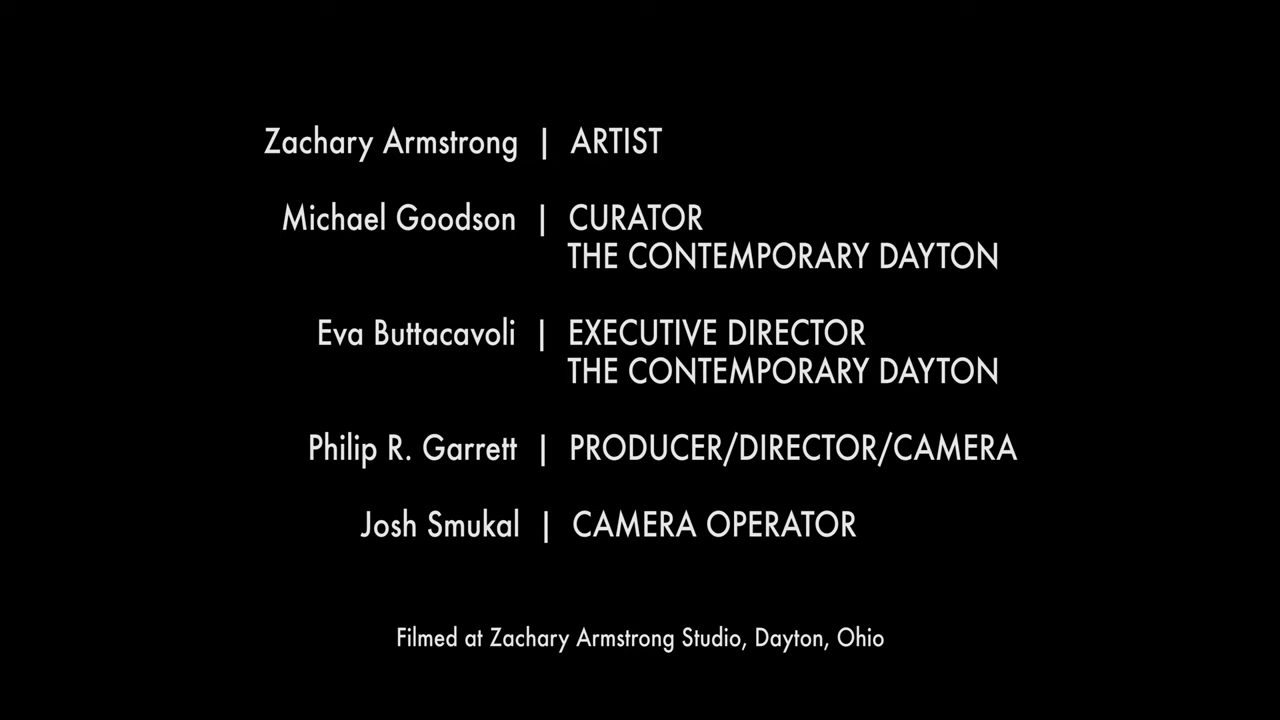 Zachary Armstrong | ARTIST
Michael Goodson | CURATOR
THE CONTEMPORARY DAYTON
Eva Buttacavoli | EXECUTIVE DIRECTOR
THE CONTEMPORARY DAYTON
Philip R. Garrett | PRODUCER/DIRECTOR/CAMERA
Josh Smukal | CAMERA OPERATOR
Filmed at Zachary Armstrong Studio, Dayton, Ohio